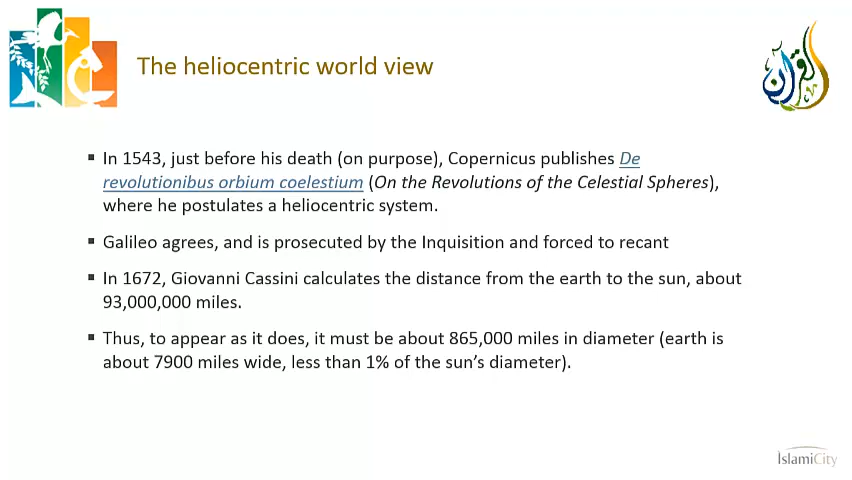 The heliocentric world view
القرآن
▪ In 1543, just before his death (on purpose), Copernicus publishes De
revolutionibus orbium coelestium (On the Revolutions of the Celestial Spheres),
where he postulates a heliocentric system.
▪ Galileo agrees, and is prosecuted by the Inquisition and forced to recant
▪ In 1672, Giovanni Cassini calculates the distance from the earth to the sun, about
93,000,000 miles.
▪ Thus, to appear as it does, it must be about 865,000 miles in diameter (earth is
about 7900 miles wide, less than 1% of the sun's diameter).
IslamiCity